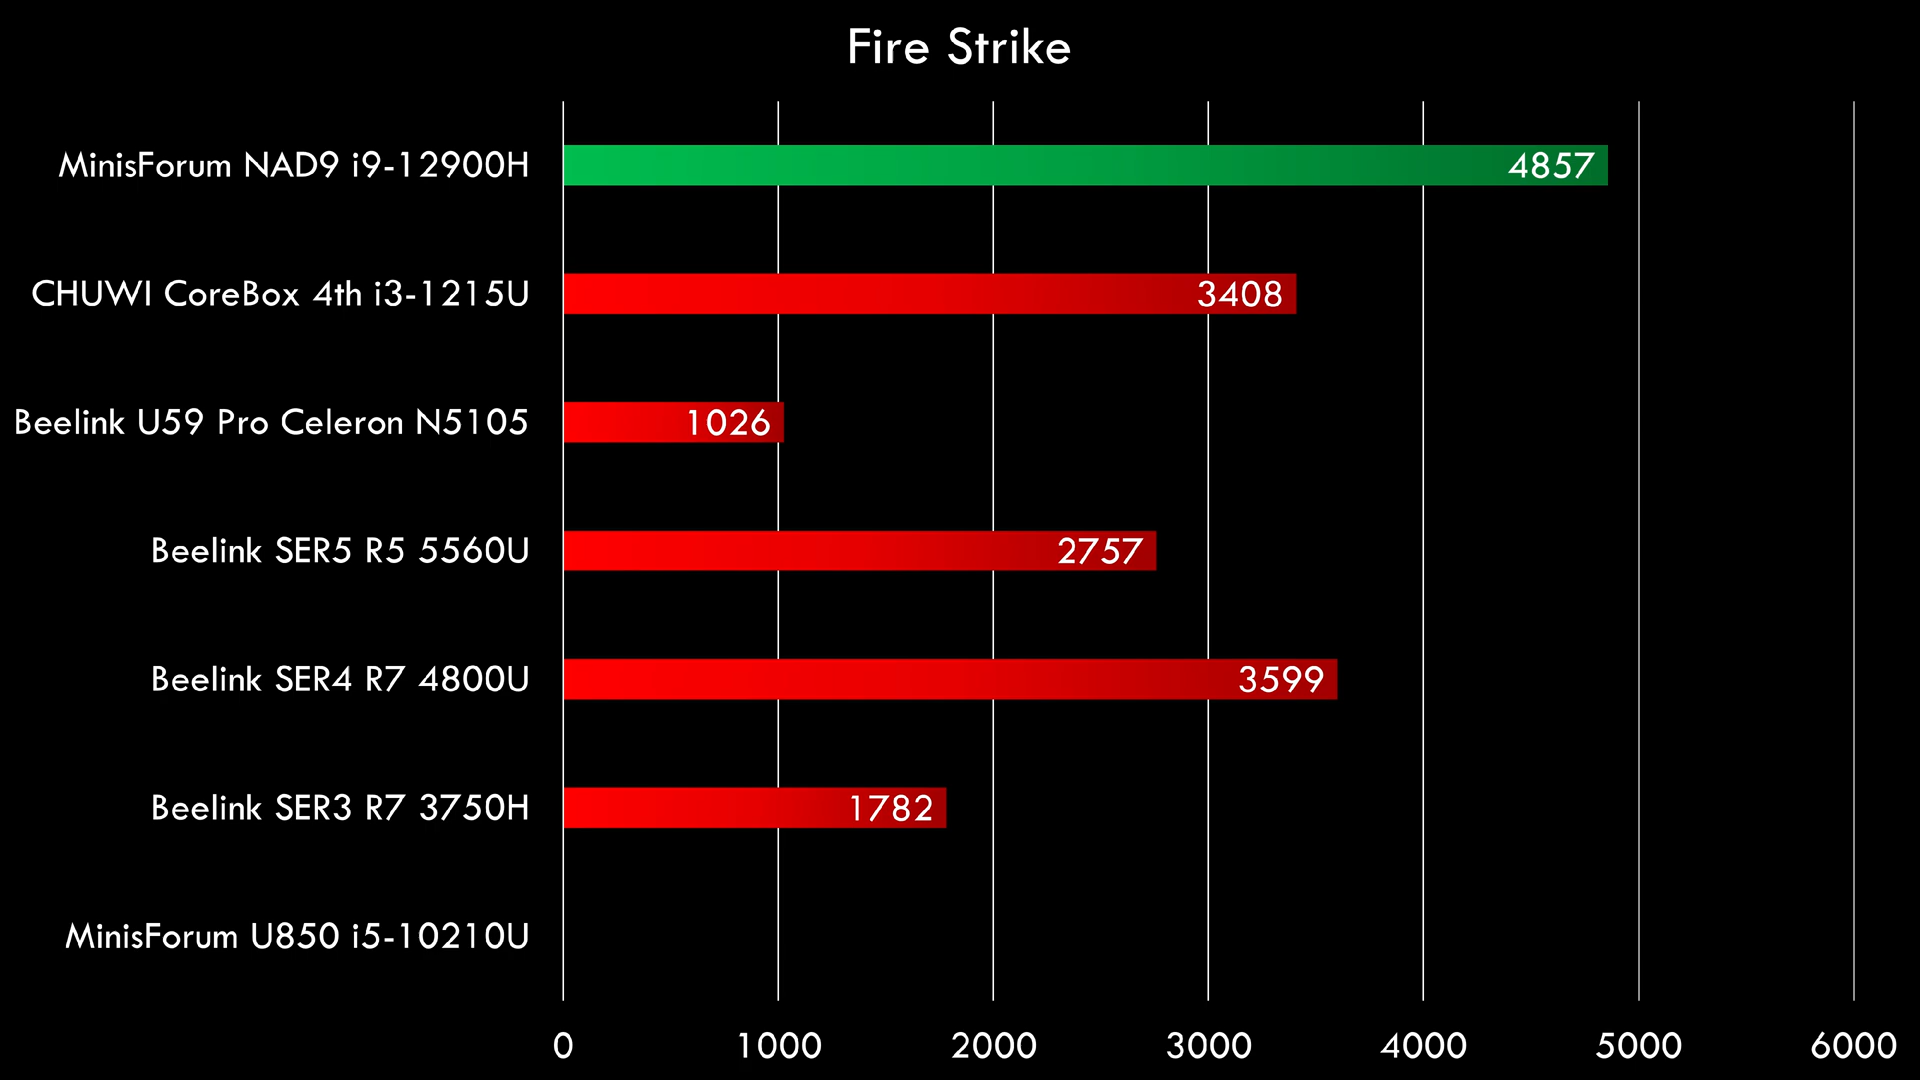 Fire Strike
MinisForum NAD9 i9-12900H
4857
CHUWI CoreBox 4th i3-1215U
3408
Beelink U59 Pro Celeron N5105
1026
Beelink SER5 R5 5560U
2757
Beelink SER4 R7 4800U
3599
Beelink SER3 R7 3750H
1782
MinisForum U850 i5-10210U
0 1000 2000 3000 4000 5000 6000